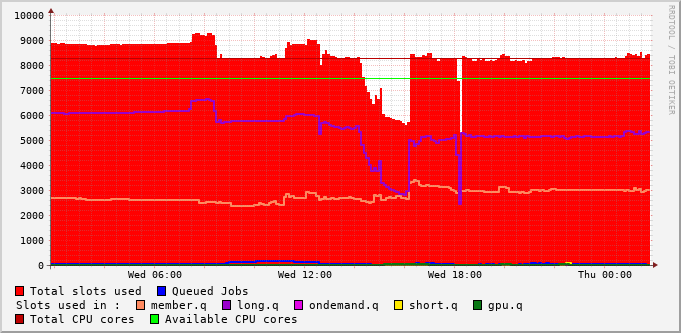 RRDTOOL / TOBI OETIKER
10000
9000
8000
7000
6000
5000
4000
3000
2000
1000
0
Wed 06:00 Wed 12:00 Wed 18:00 Thu 00:00
Total slots used Queued Jobs
Slots used in : member.q long.q ondemand.q short.q gpu.q
Total CPU cores Available CPU cores